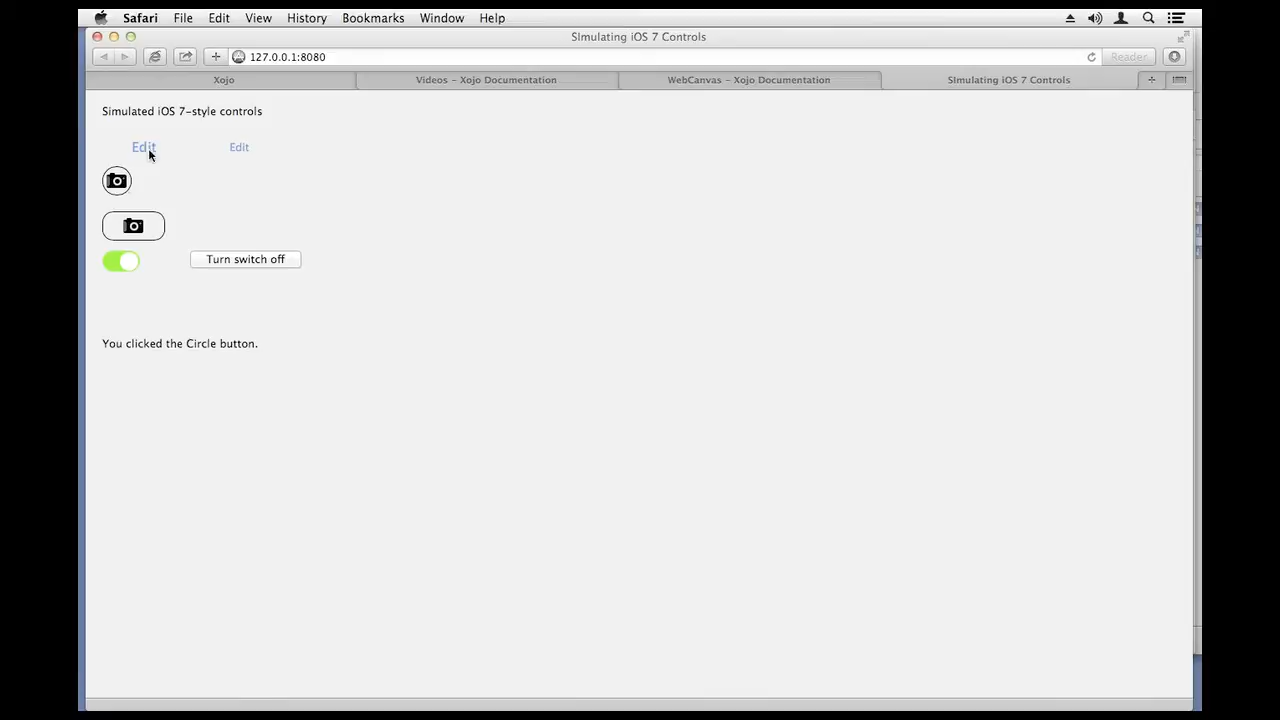 Safari File Edit View History Bookmarks Window Help
SImulating iOS 7 Controls
127.0.0.1:8080 Reader
Xojo Videos – Xojo Documentation WebCanvas – Xojo Documentation SImulating iOS 7 Controls
Simulated iOS 7-style controls
Edit Edit
Turn switch off
You clicked the Circle button.